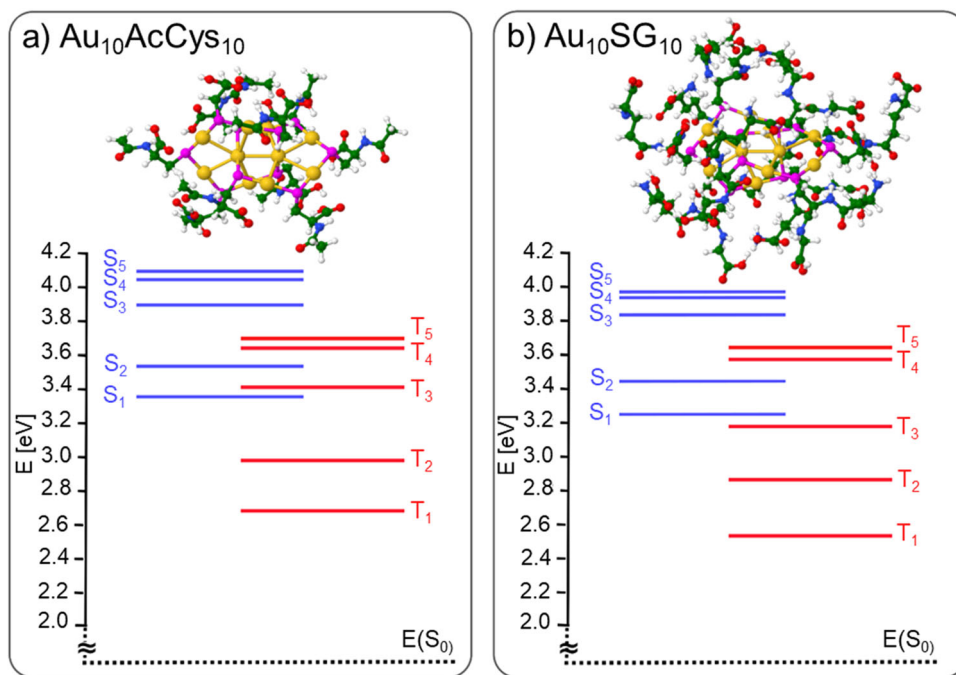 a) Au₁₀AcCys₁₀
4.2
4.0
3.8
3.6
3.4
3.2
3.0
2.8
2.6
2.4
2.2
2.0
E [eV]
S₅
S₄
S₃
S₂
S₁
T₅
T₄
T₃
T₂
T₁
E(S₀)
b) Au₁₀SG₁₀
4.2
4.0
3.8
3.6
3.4
3.2
3.0
2.8
2.6
2.4
2.2
2.0
E [eV]
S₅
S₄
S₃
S₂
S₁
T₅
T₄
T₃
T₂
T₁
E(S₀)